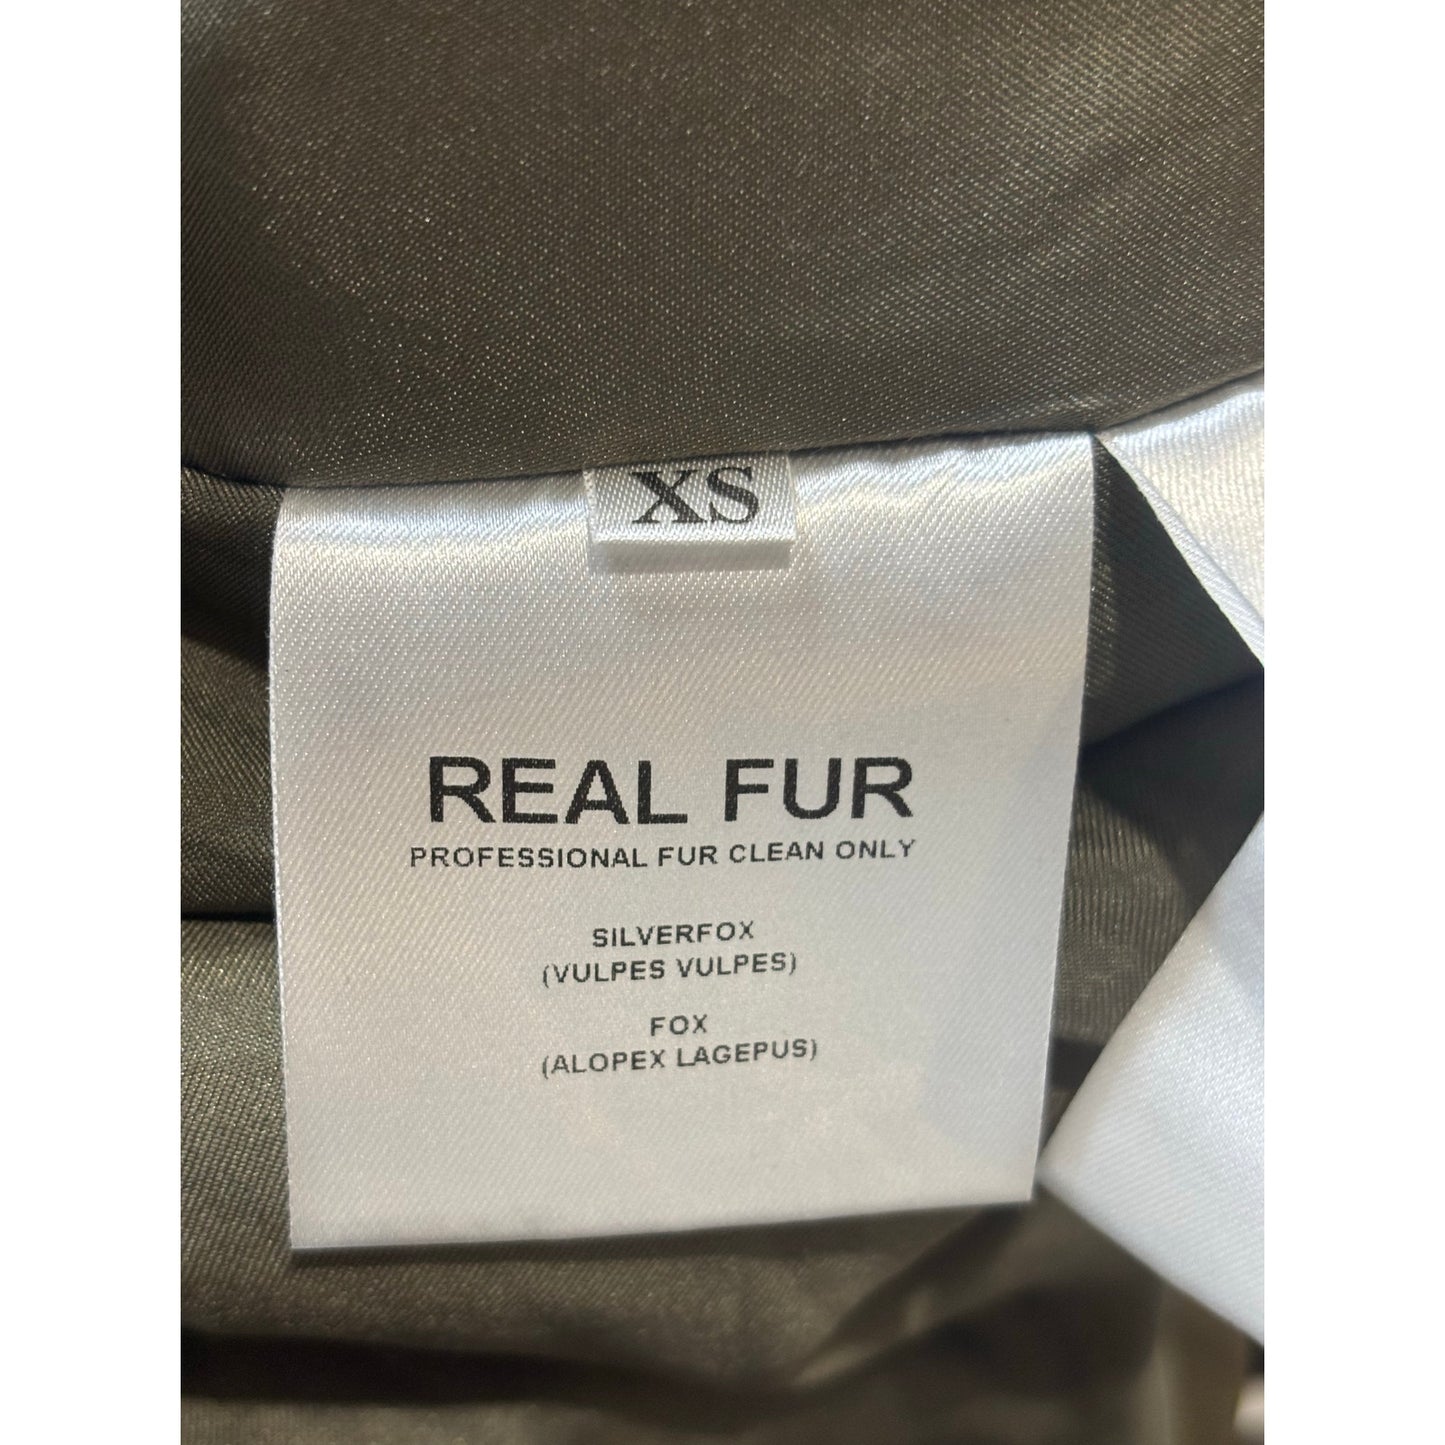 XS
REAL FUR
PROFESSIONAL FUR CLEAN ONLY
SILVERFOX
(VULPES VULPES)
FOX
(ALOPEX LAGEPUS)